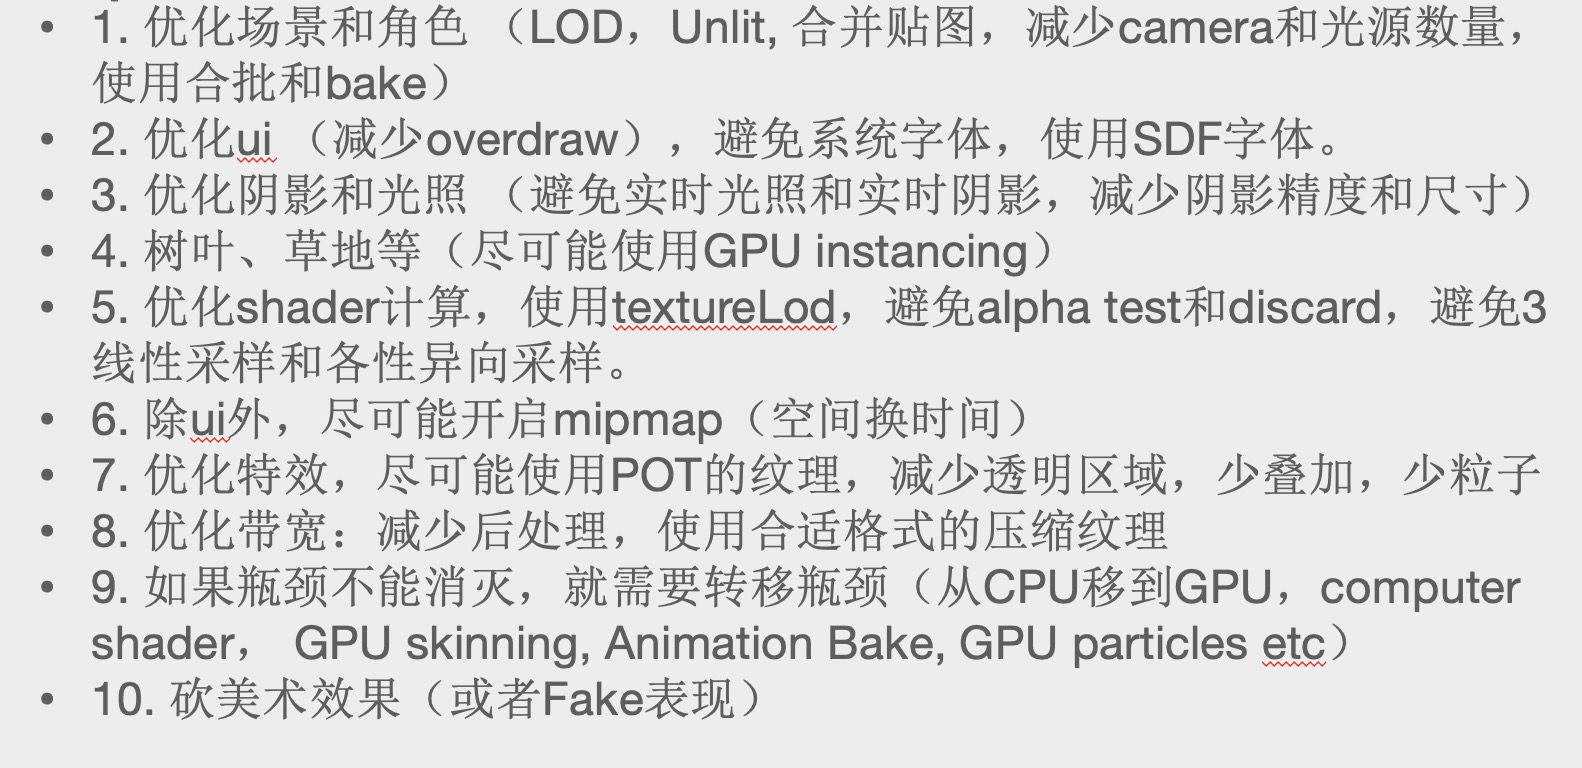 • 1. 优化场景和角色 （LOD，Unlit, 合并贴图，减少camera和光源数量，
使用合批和bake）
• 2. 优化ui （减少overdraw），避免系统字体，使用SDF字体。
• 3. 优化阴影和光照 （避免实时光照和实时阴影，减少阴影精度和尺寸）
• 4. 树叶、草地等（尽可能使用GPU instancing）
• 5. 优化shader计算，使用textureLod，避免alpha test和discard，避免3
线性采样和各性异向采样。
• 6. 除ui外，尽可能开启mipmap（空间换时间）
• 7. 优化特效，尽可能使用POT的纹理，减少透明区域，少叠加，少粒子
• 8. 优化带宽：减少后处理，使用合适格式的压缩纹理
• 9. 如果瓶颈不能消灭，就需要转移瓶颈（从CPU移到GPU，computer
shader， GPU skinning, Animation Bake, GPU particles etc）
• 10. 砍美术效果（或者Fake表现）